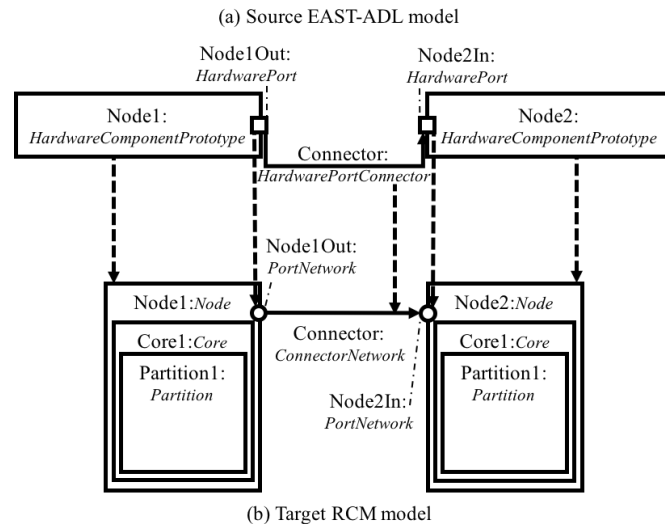 (a) Source EAST-ADL model
Node1Out:
HardwarePort
Node2In:
HardwarePort
Node1:
HardwareComponentPrototype
Node2:
HardwareComponentPrototype
Connector:
HardwarePortConnector
Node1Out:
PortNetwork
Node1:Node
Node2:Node
Core1:Core
Connector:
ConnectorNetwork
Core1:Core
Partition1:
Partition
Partition1:
Partition
Node2In:
PortNetwork
(b) Target RCM model